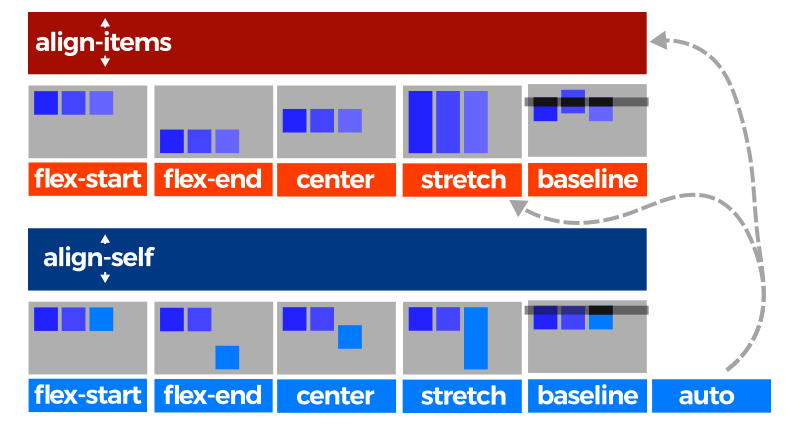 align-items
flex-start
flex-end
center
stretch
baseline
align-self
flex-start
flex-end
center
stretch
baseline
auto